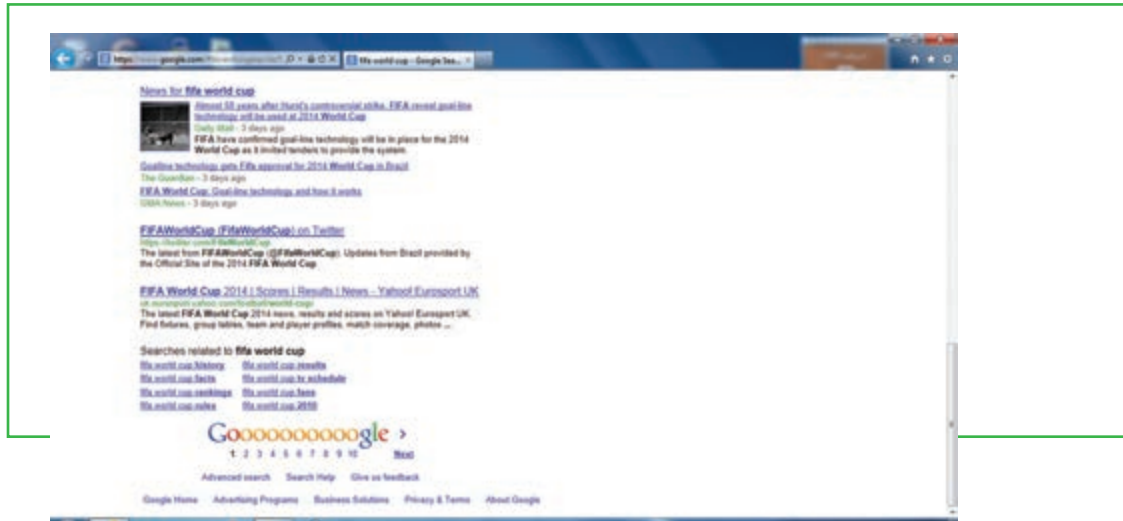 https
google.com
fifa world cup - Google Sea...
News for fifa world cup
Almost 50 years after Hurst's controversial strike, FIFA reveal goal-line
technology will be used at 2014 World Cup
Daily Mail - 3 days ago
FIFA have confirmed goal-line technology will be in place for the 2014
World Cup as it invited tenders to provide the system.
Goalline technology gets Fifa approval for 2014 World Cup in Brazil
The Guardian - 3 days ago
FIFA World Cup: Goal-line technology and how it works
GMA News - 3 days ago
FIFAWorldCup (FifaWorldCup) on Twitter
https://twitter.com/FifaWorldCup
The latest from FIFAWorldCup (@FifaWorldCup). Updates from Brazil provided by
the Official Site of the 2014 FIFA World Cup
FIFA World Cup 2014 | Scores | Results | News - Yahoo! Eurosport UK
uk.eurosport.yahoo.com/football/world-cup/
The latest FIFA World Cup 2014 news, results and scores on Yahoo! Eurosport UK.
Find fixtures, group tables, team and player profiles, match coverage, photos ...
Searches related to fifa world cup
fifa world cup history fifa world cup results
fifa world cup facts fifa world cup tv schedule
fifa world cup rankings fifa world cup fans
fifa world cup rules fifa world cup 2010
Goooooooooogle >
1 2 3 4 5 6 7 8 9 10 Next
Advanced search Search Help Give us feedback
Google Home Advertising Programs Business Solutions Privacy & Terms About Google